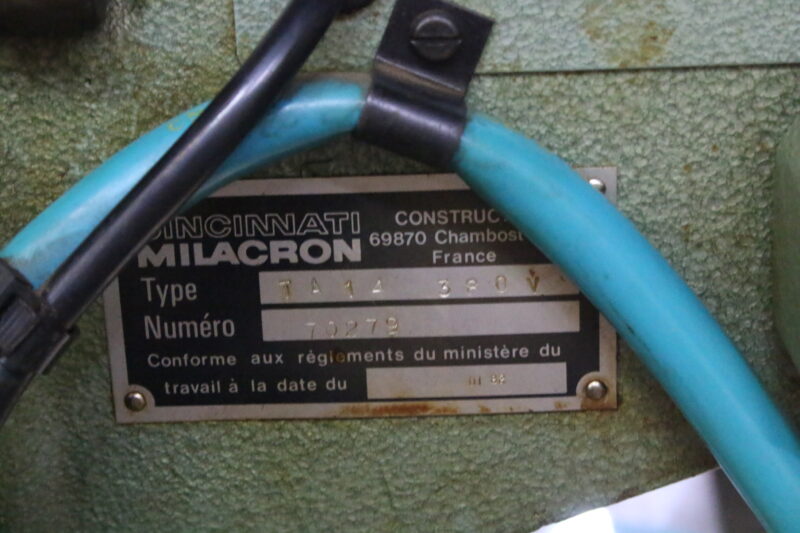 CINCINNATI
MILACRON
CONSTRUC
69870 Chambost
France
Type 380V
Numéro 70279
Conforme aux règlements du ministère du
travail à la date du